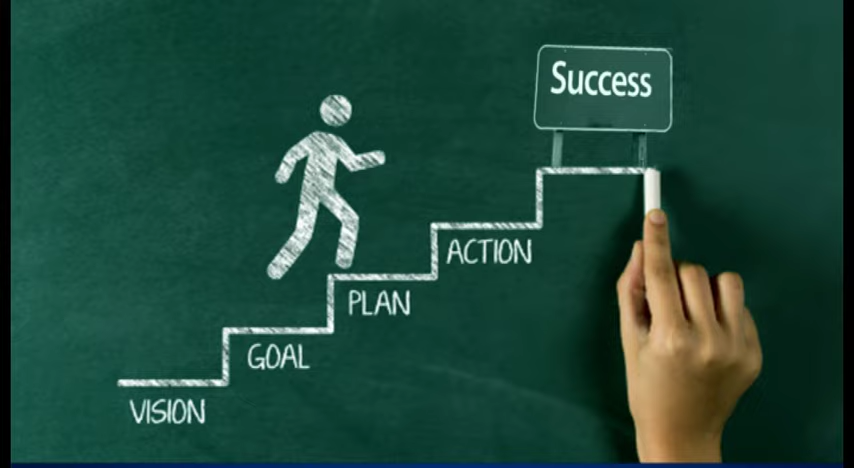 Success
ACTION
PLAN
GOAL
VISION